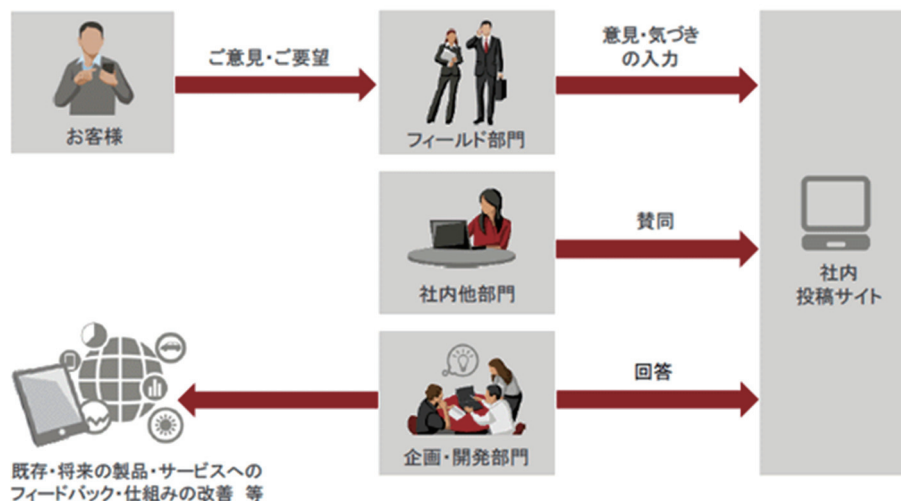 ご意見・ご要望
意見・気づき
の入力
お客様
フィールド部門
賛同
社内他部門
社内
投稿サイト
回答
企画・開発部門
既存・将来の製品・サービスへの
フィードバック・仕組みの改善 等